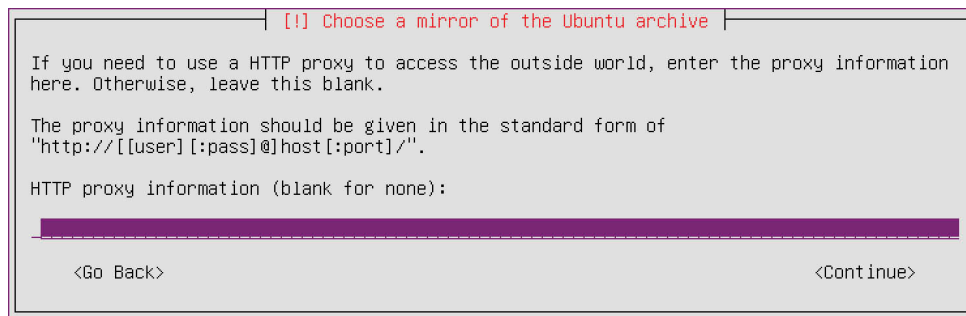 [!] Choose a mirror of the Ubuntu archive
If you need to use a HTTP proxy to access the outside world, enter the proxy information
here. Otherwise, leave this blank.
The proxy information should be given in the standard form of
"http://[[user][:pass]@]host[:port]/".
HTTP proxy information (blank for none):
<Go Back> <Continue>